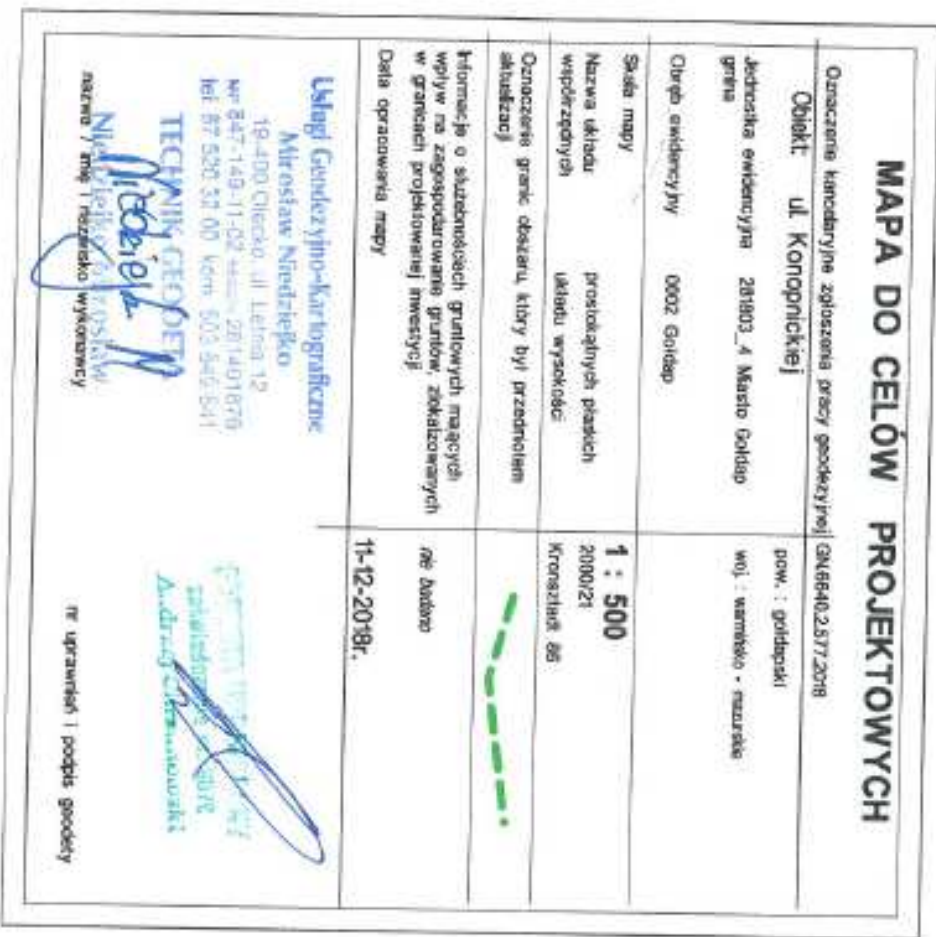 MAPA DO CELÓW PROJEKTOWYCH
Oznaczenie kancelaryjne zgłoszenia pracy geodezyjnej GN.6640.2.577.2018
Obiekt: ul. Konopnickiej
pow. : gołdapski
Jednostka ewidencyjna 281803_4 Miasto Gołdap
gmina
woj. : warmińsko - mazurskie
Obręb ewidencyjny 0002 Gołdap
Skala mapy 1 : 500
Nazwa układu prostokątnych płaskich 2000/21
współrzędnych układu wysokości Kronsztadt 86
Oznaczenie granic obszaru, który był przedmiotem
aktualizacji
Informacje o służebnościach gruntowych mających
wpływ na zagospodarowanie gruntów, zlokalizowanych
w granicach projektowanej inwestycji
nie badano
Data opracowania mapy 11-12-2018r.
Usługi Geodezyjno-Kartograficzne
Mirosław Niedziejko
19-400 Olecko, ul. Letnia 12
NIP 847-149-11-02
tel. 87 520 32 00 kom.
TECHNIK GEODETA
Niedziejko Mirosław
nazwa / imię i nazwisko wykonawcy
nr uprawnień i podpis geodety